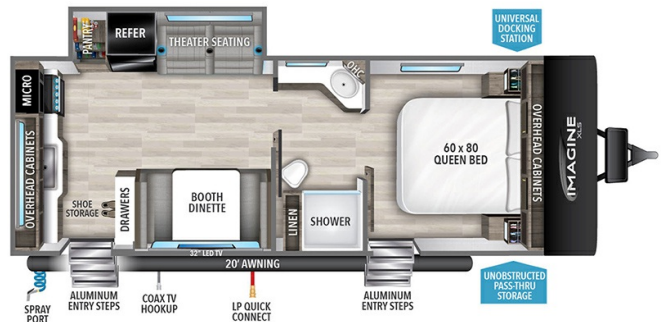 UNIVERSAL
DOCKING
STATION
PANTRY
REFER
THEATER SEATING
OHC
MICRO
OVERHEAD CABINETS
60 x 80
QUEEN BED
OVERHEAD CABINETS
IMAGINE
XLS
SHOE
STORAGE
DRAWERS
BOOTH
DINETTE
LINEN
SHOWER
32" LED TV
20' AWNING
SPRAY
PORT
ALUMINUM
ENTRY STEPS
COAX TV
HOOKUP
LP QUICK
CONNECT
ALUMINUM
ENTRY STEPS
UNOBSTRUCTED
PASS-THRU
STORAGE